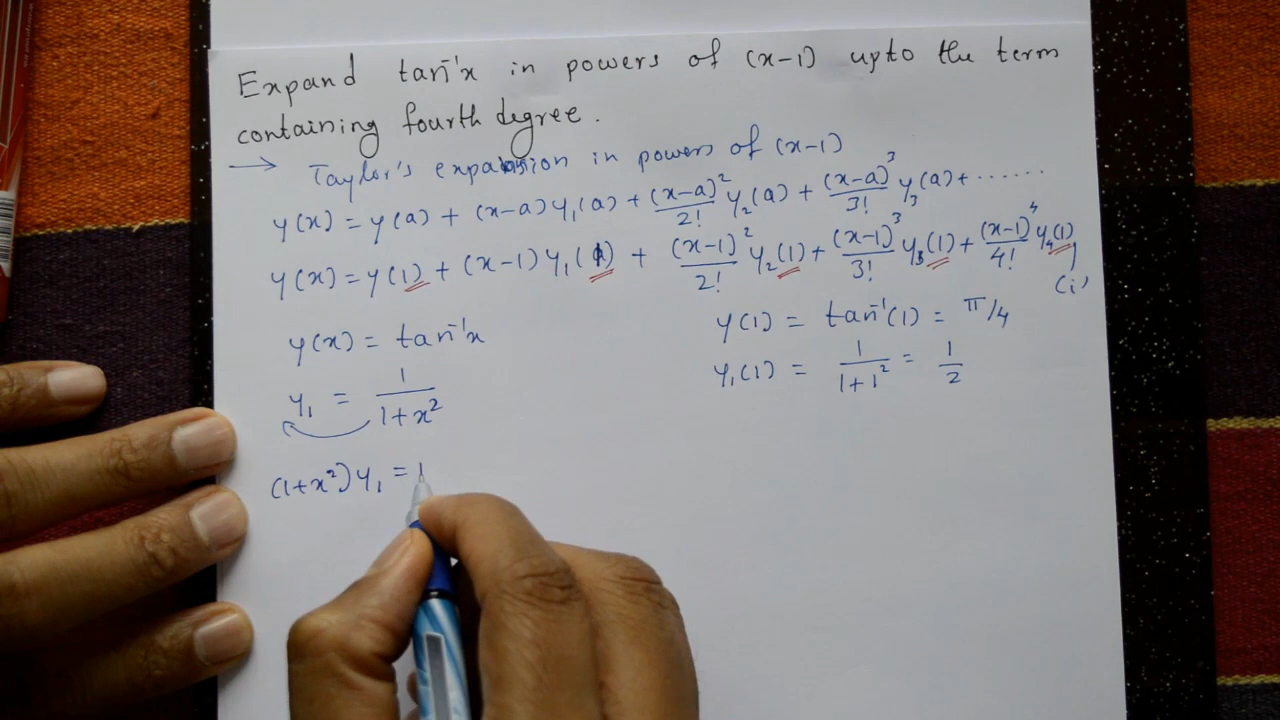 Expand tan⁻¹x in powers of (x-1) upto the term
containing fourth degree.
→ Taylor's expansion in powers of (x-1)
y(x) = y(a) + (x-a) y₁(a) + (x-a)²/2! y₂(a) + (x-a)³/3! y₃(a) + ......
y(x) = y(1) + (x-1) y₁(1) + (x-1)²/2! y₂(1) + (x-1)³/3! y₃(1) + (x-1)⁴/4! y₄(1)
(i)
y(x) = tan⁻¹x
y(1) = tan⁻¹(1) = π/4
y₁ = 1/1+x²
y₁(1) = 1/1+1² = 1/2
(1+x²) y₁ = 1